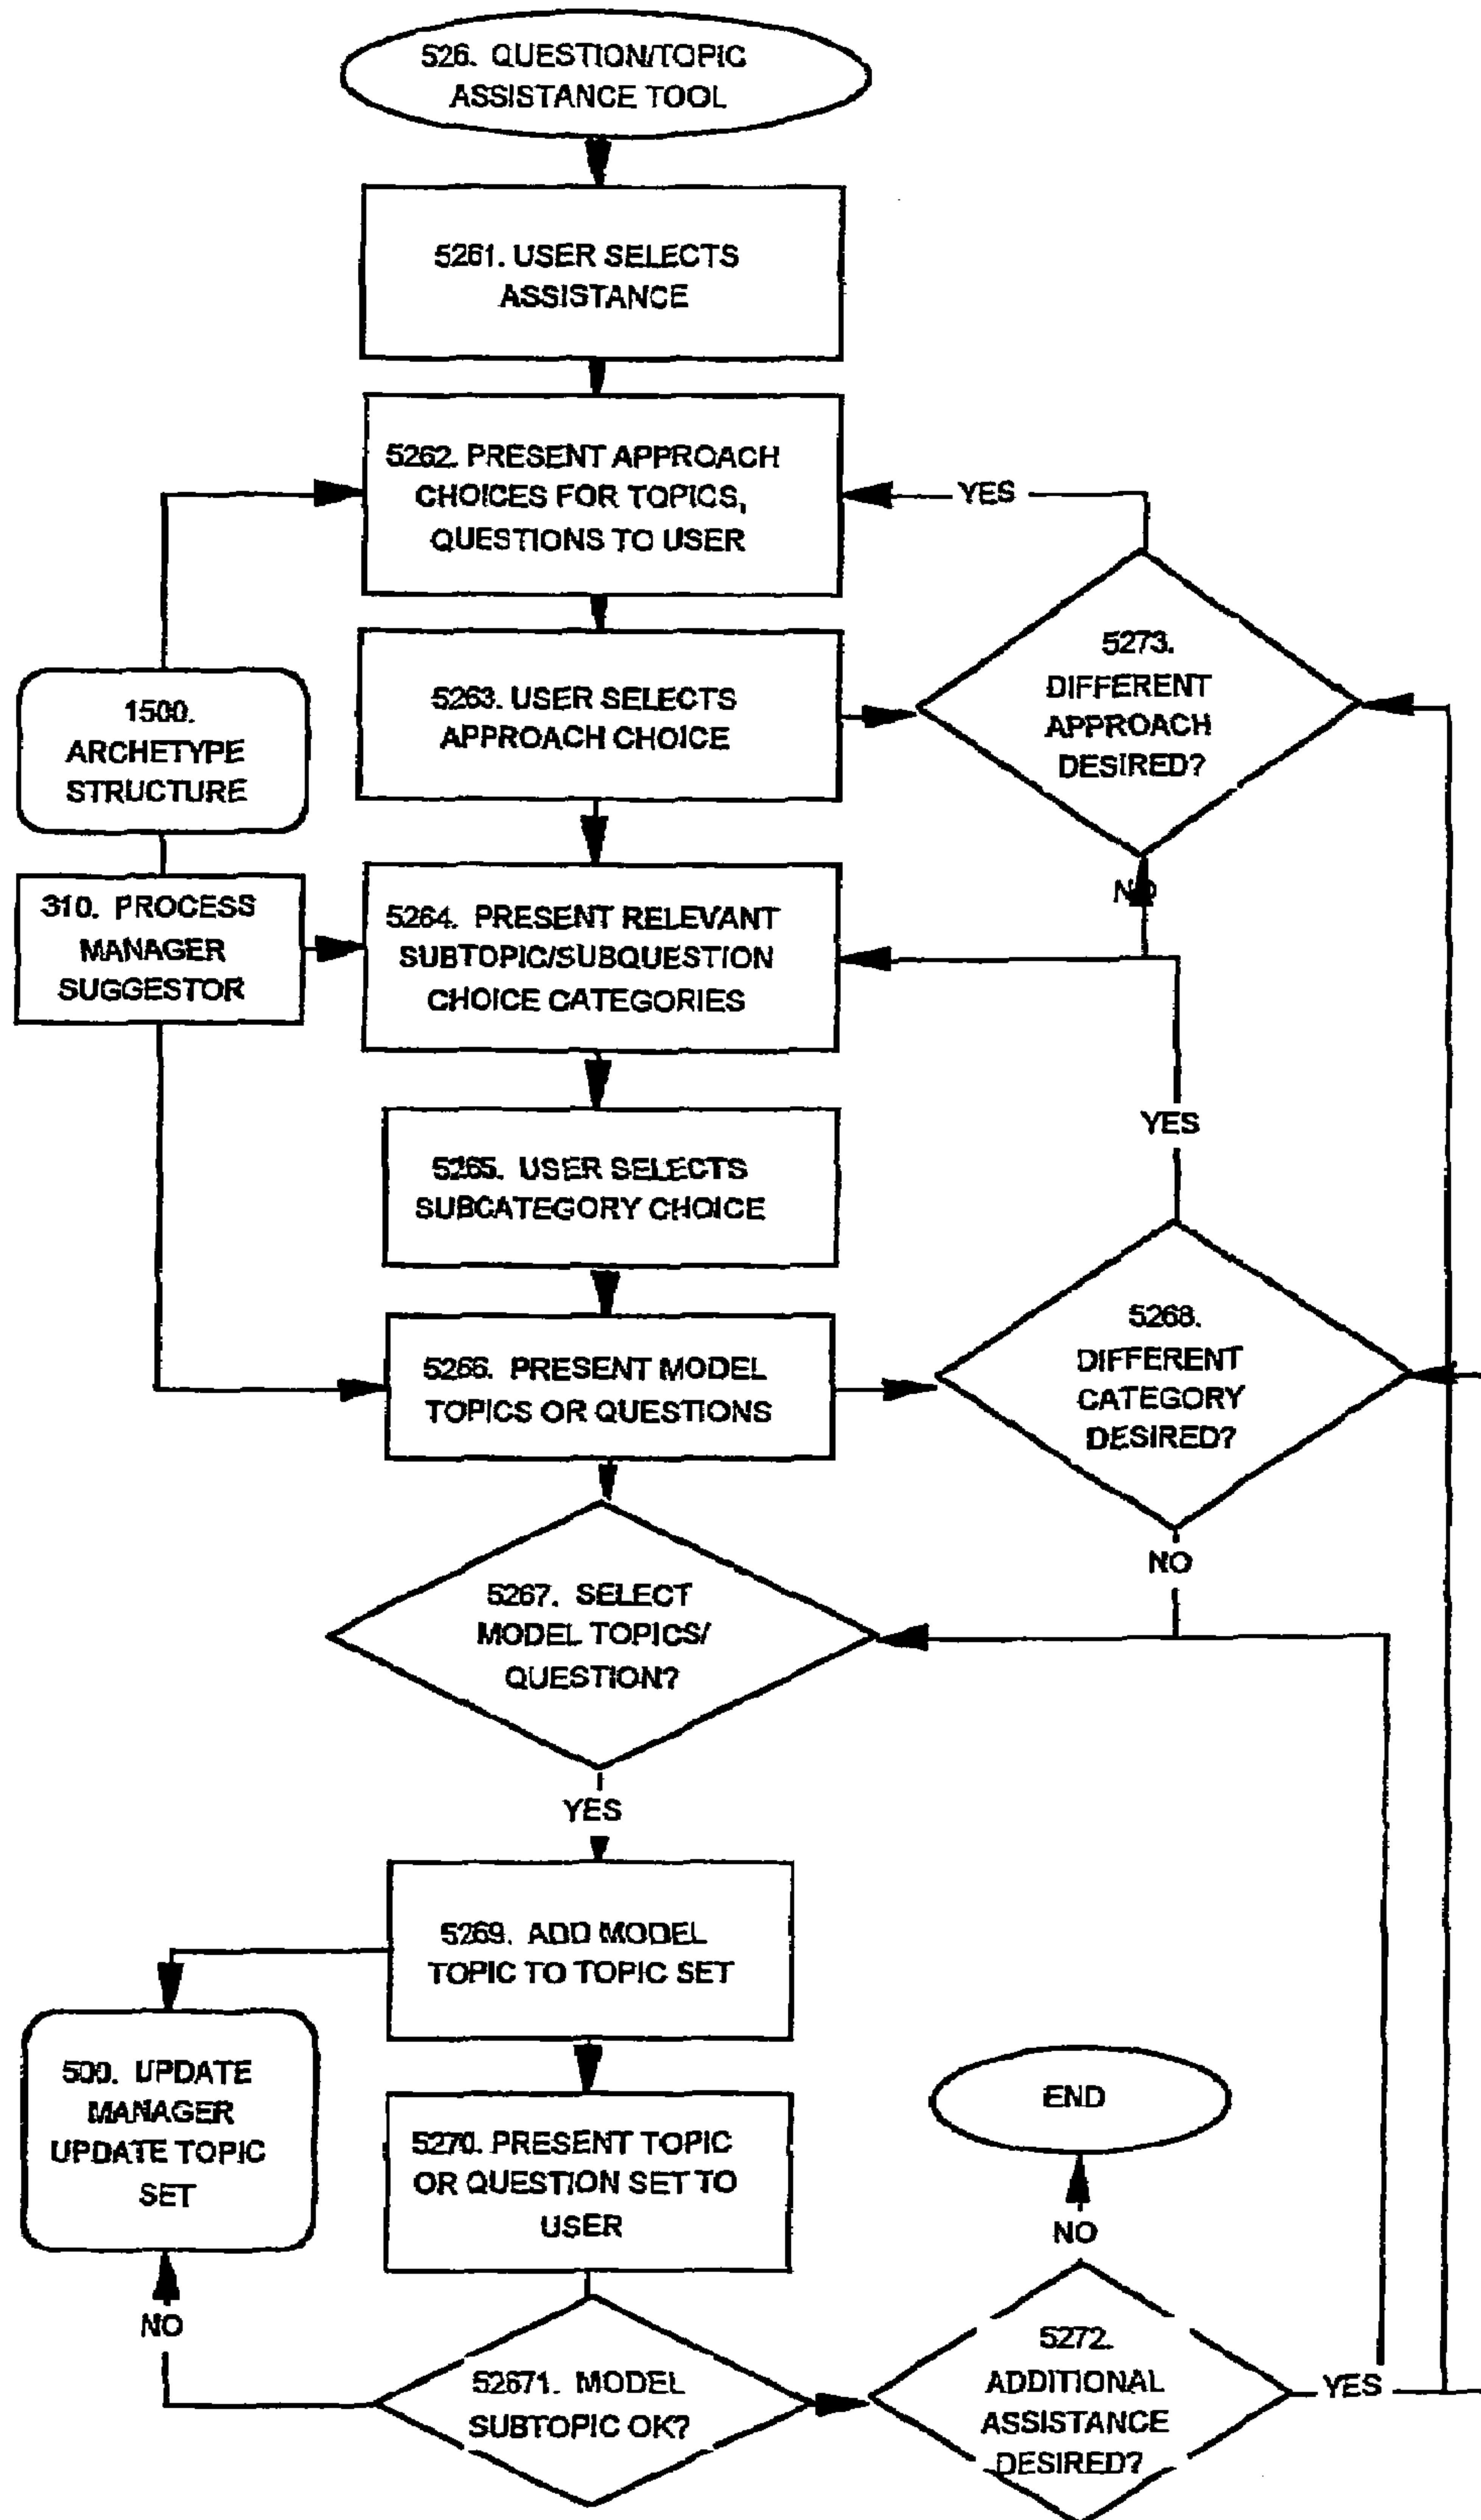 526. QUESTION/TOPIC
ASSISTANCE TOOL
5261. USER SELECTS
ASSISTANCE
5262. PRESENT APPROACH
CHOICES FOR TOPICS,
QUESTIONS TO USER
YES
5273.
DIFFERENT
APPROACH
DESIRED?
5263. USER SELECTS
APPROACH CHOICE
1500.
ARCHETYPE
STRUCTURE
NO
310. PROCESS
MANAGER
SUGGESTOR
5264. PRESENT RELEVANT
SUBTOPIC/SUBQUESTION
CHOICE CATEGORIES
YES
5265. USER SELECTS
SUBCATEGORY CHOICE
5268.
DIFFERENT
CATEGORY
DESIRED?
5266. PRESENT MODEL
TOPICS OR QUESTIONS
NO
5267. SELECT
MODEL TOPICS/
QUESTION?
YES
5269. ADD MODEL
TOPIC TO TOPIC SET
500. UPDATE
MANAGER
UPDATE TOPIC
SET
END
5270. PRESENT TOPIC
OR QUESTION SET TO
USER
NO
NO
52671. MODEL
SUBTOPIC OK?
5272.
ADDITIONAL
ASSISTANCE
DESIRED?
YES